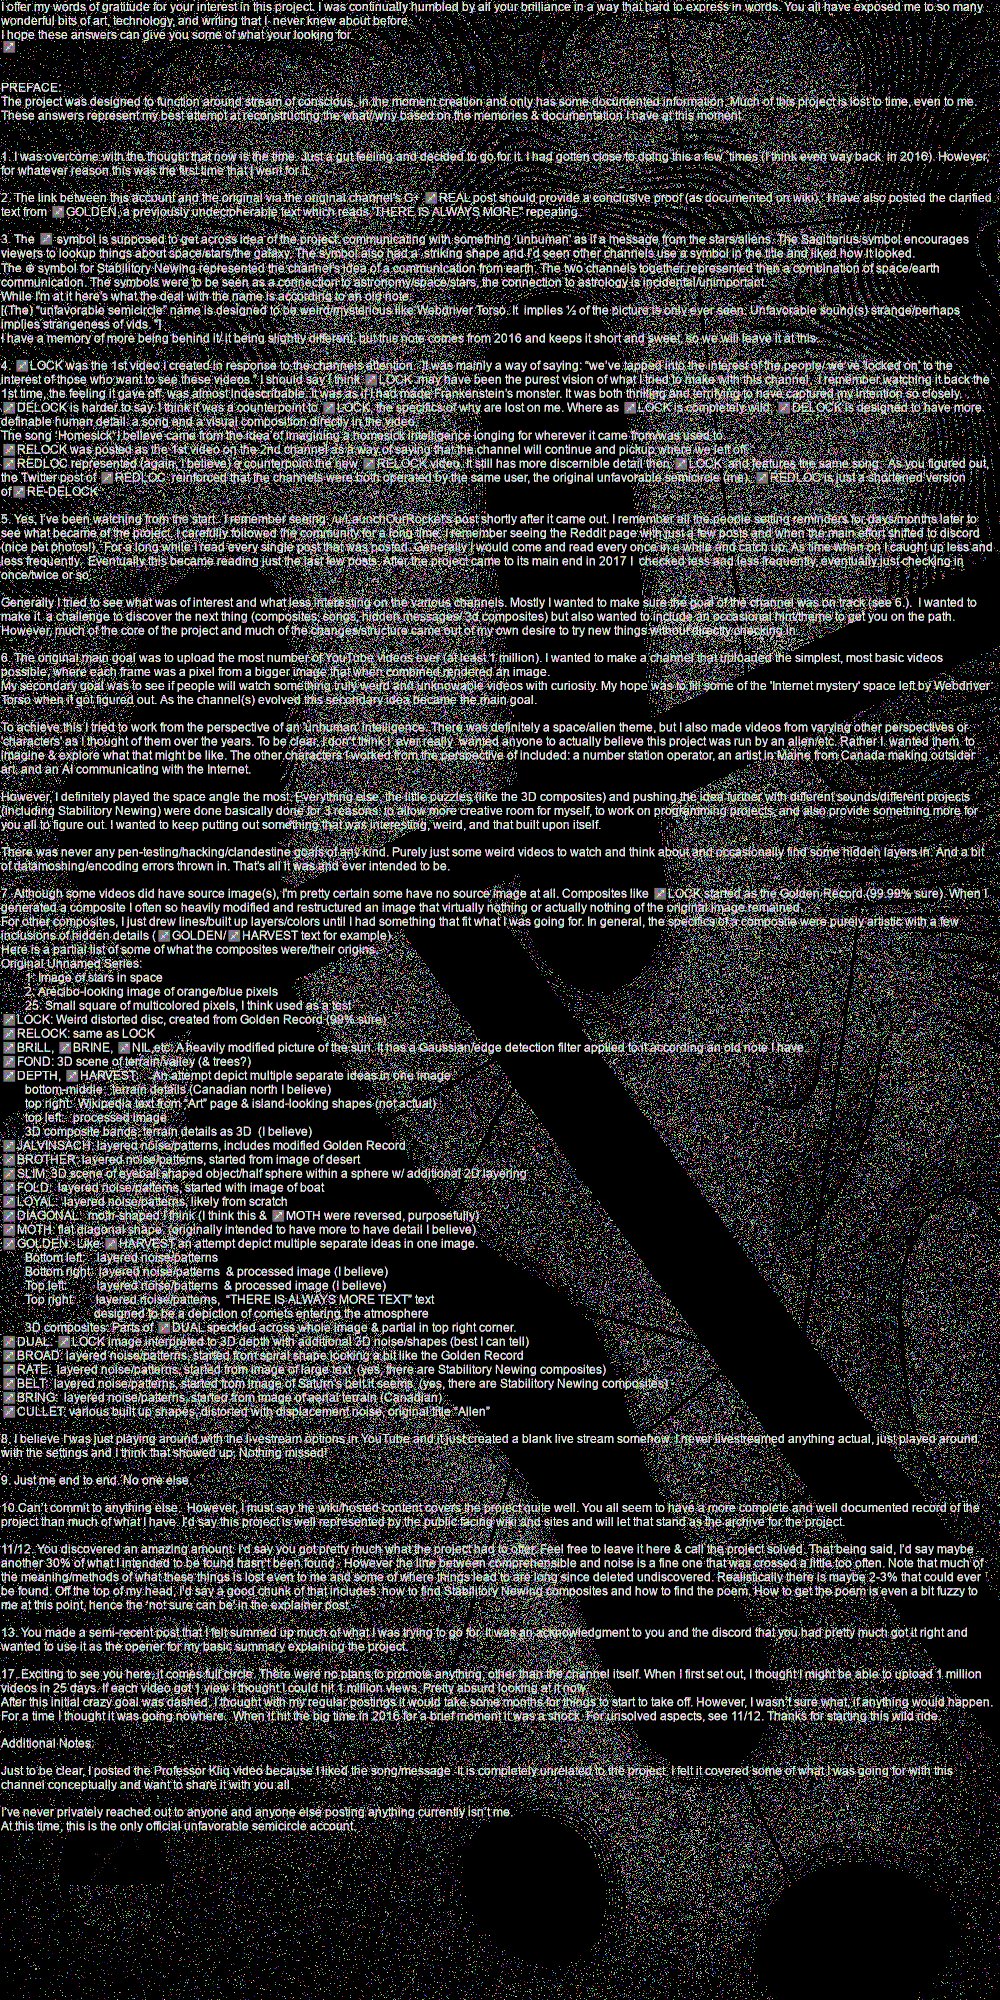 I offer my words of gratitude for your interest in this project. I was continually humbled by all your brilliance in a way that hard to express in words. You all have exposed me to so many
wonderful bits of art, technology, and writing that I never knew about before.
I hope these answers can give you some of what your looking for.
♐
PREFACE:
The project was designed to function around stream of conscious, in the moment creation and only has some documented information. Much of this project is lost to time, even to me.
These answers represent my best attempt at reconstructing the what/why based on the memories & documentation I have at this moment.
1. I was overcome with the thought that now is the time. Just a gut feeling and decided to go for it. I had gotten close to doing this a few times (I think even way back in 2016). However,
for whatever reason this was the first time that I went for it.
2. The link between this account and the original via the original channel's G+ ♐REAL post should provide a conclusive proof (as documented on wiki). I have also posted the clarified
text from ♐GOLDEN, a previously undecipherable text which reads "THERE IS ALWAYS MORE" repeating.
3. The ♐ symbol is supposed to get across idea of the project, communicating with something 'unhuman' as if a message from the stars/aliens. The Sagittarius symbol encourages
viewers to lookup things about space/stars/the galaxy. The symbol also had a striking shape and I'd seen other channels use a symbol in the title and liked how it looked.
The ⊕ symbol for Stabilitory Newing represented the channel's idea of a communication from earth. The two channels together represented then a combination of space/earth
communication. The symbols were to be seen as a connection to astronomy/space/stars, the connection to astrology is incidental/unimportant.
While I'm at it here's what the deal with the name is according to an old note:
[(The) "unfavorable semicircle" name is designed to be weird/mysterious like Webdriver Torso. It implies ½ of the picture is only ever seen. Unfavorable sound(s) strange/perhaps
implies strangeness of vids. "]
I have a memory of more being behind it/ it being slightly different, but this note comes from 2016 and keeps it short and sweet, so we will leave it at this.
4. ♐LOCK was the 1st video I created in response to the channels attention. It was mainly a way of saying: "we've tapped into the interest of the people/ we've 'locked on' to the
interest of those who want to see these videos." I should say I think ♐LOCK may have been the purest vision of what I tried to make with this channel. I remember watching it back the
1st time, the feeling it gave off was almost indescribable. It was as if I had made Frankenstein's monster. It was both thrilling and terrifying to have captured my intention so closely.
♐DELOCK is harder to say. I think it was a counterpoint to ♐LOCK, the specifics of why are lost on me. Where as ♐LOCK is completely wild, ♐DELOCK is designed to have more
definable human detail: a song and a visual composition directly in the video.
The song 'Homesick' I believe came from the idea of imagining a homesick intelligence longing for wherever it came from/was used to.
♐RELOCK was posted as the 1st video on the 2nd channel as a way of saying that the channel will continue and pickup where we left off.
♐REDLOC represented (again, I believe) a counterpoint the new ♐RELOCK video. It still has more discernible detail then ♐LOCK and features the same song. As you figured out,
the Twitter post of ♐REDLOC reinforced that the channels were both operated by the same user, the original unfavorable semicircle (me). ♐REDLOC is just a shortened version
of ♐RE-DELOCK
5. Yes, I've been watching from the start. I remember seeing /u/LaunchOurRocket's post shortly after it came out. I remember all the people setting reminders for days/months later to
see what became of the project. I carefully followed the community for a long time. I remember seeing the Reddit page with just a few posts and when the main effort shifted to discord
(nice pet photos!). For a long while I read every single post that was posted. Generally I would come and read every once in a while and catch up. As time when on I caught up less and
less frequently. Eventually this became reading just the last few posts. After the project came to its main end in 2017 I checked less and less frequently, eventually just checking in
once/twice or so.
Generally I tried to see what was of interest and what less interesting on the various channels. Mostly I wanted to make sure the goal of the channel was on track (see 6.). I wanted to
make it a challenge to discover the next thing (composites, songs, hidden messages/ 3d composites) but also wanted to include an occasional hint/theme to get you on the path.
However, much of the core of the project and much of the changes/structure came out of my own desire to try new things without directly checking in.
6. The original main goal was to upload the most number of YouTube videos ever (at least 1 million). I wanted to make a channel that uploaded the simplest, most basic videos
possible, where each frame was a pixel from a bigger image that when combined rendered an image.
My secondary goal was to see if people will watch something truly weird and unknowable videos with curiosity. My hope was to fill some of the 'Internet mystery' space left by Webdriver
Torso when it got figured out. As the channel(s) evolved this secondary idea became the main goal.
To achieve this I tried to work from the perspective of an 'unhuman' intelligence. There was definitely a space/alien theme, but I also made videos from varying other perspectives or
'characters' as I thought of them over the years. To be clear, I don't think I ever really wanted anyone to actually believe this project was run by an alien/etc. Rather I wanted them to
imagine & explore what that might be like. The other characters I worked from the perspective of included: a number station operator, an artist in Maine from Canada making outsider
art, and an AI communicating with the Internet.
However, I definitely played the space angle the most. Everything else, the little puzzles (like the 3D composites) and pushing the idea further with different sounds/different projects
(including Stabilitory Newing) were done basically done for 3 reasons: to allow more creative room for myself, to work on programming projects, and also provide something more for
you all to figure out. I wanted to keep putting out something that was interesting, weird, and that built upon itself.
There was never any pen-testing/hacking/clandestine goals of any kind. Purely just some weird videos to watch and think about and occasionally find some hidden layers in. And a bit
of datamoshing/encoding errors thrown in. That's all it was and ever intended to be.
7. Although some videos did have source image(s), I'm pretty certain some have no source image at all. Composites like ♐LOCK started as the Golden Record (99.99% sure). When I
generated a composite I often so heavily modified and restructured an image that virtually nothing or actually nothing of the original image remained.
For other composites, I just drew lines/built up layers/colors until I had something that fit what I was going for. In general, the specifics of a composite were purely artistic with a few
inclusions of hidden details (♐GOLDEN/♐HARVEST text for example)
Here is a partial list of some of what the composites were/their origins:
Original Unnamed Series:
1: Image of stars in space
2: Arecibo-looking image of orange/blue pixels
25: Small square of multicolored pixels, I think used as a test
♐LOCK: Weird distorted disc, created from Golden Record (99% sure)
♐RELOCK: same as LOCK
♐BRILL, ♐BRINE, ♐NIL,etc: A heavily modified picture of the sun. It has a Gaussian/edge detection filter applied to it according an old note I have
♐FOND: 3D scene of terrain/valley (& trees?)
♐DEPTH, ♐HARVEST: An attempt depict multiple separate ideas in one image
bottom-middle: terrain details (Canadian north I believe)
top right: Wikipedia text from "Art" page & island-looking shapes (not actual)
top left: processed image
3D composite bands: terrain details as 3D (I believe)
♐JALVINSACH: layered noise/patterns, includes modified Golden Record
♐BROTHER: layered noise/patterns, started from image of desert
♐SLIM: 3D scene of eyeball shaped object/half sphere within a sphere w/ additional 2D layering
♐FOLD: layered noise/patterns, started with image of boat
♐LOYAL: layered noise/patterns, likely from scratch
♐DIAGONAL: moth-shaped I think (I think this & ♐MOTH were reversed, purposefully)
♐MOTH: flat diagonal shape, (originally intended to have more to have detail I believe)
♐GOLDEN: Like ♐HARVEST an attempt depict multiple separate ideas in one image.
Bottom left: layered noise/patterns
Bottom right: layered noise/patterns & processed image (I believe)
Top left: layered noise/patterns & processed image (I believe)
Top right: layered noise/patterns, "THERE IS ALWAYS MORE TEXT" text
designed to be a depiction of comets entering the atmosphere
3D composites: Parts of ♐DUAL speckled across whole image & partial in top right corner.
♐DUAL: ♐LOCK image interpreted to 3D depth with additional 2D noise/shapes (best I can tell)
♐BROAD: layered noise/patterns, started from spiral shape looking a bit like the Golden Record
♐RATE: layered noise/patterns, started from image of large text (yes, there are Stabilitory Newing composites)
♐BELT: layered noise/patterns, started from image of Saturn's belt it seems (yes, there are Stabilitory Newing composites)
♐BRING: layered noise/patterns, started from image of aerial terrain (Canadian)
♐CULLET: various built up shapes, distorted with displacement noise, original title "Allen"
8. I believe I was just playing around with the livestream options in YouTube and it just created a blank live stream somehow. I never livestreamed anything actual, just played around
with the settings and I think that showed up. Nothing missed!
9. Just me end to end. No one else.
10.Can't commit to anything else. However, I must say the wiki/hosted content covers the project quite well. You all seem to have a more complete and well documented record of the
project than much of what I have. I'd say this project is well represented by the public facing wiki and sites and will let that stand as the archive for the project.
11/12. You discovered an amazing amount. I'd say you got pretty much what the project had to offer. Feel free to leave it here & call the project solved. That being said, I'd say maybe
another 30% of what I intended to be found hasn't been found. However the line between comprehensible and noise is a fine one that was crossed a little too often. Note that much of
the meaning/methods of what these things is lost even to me and some of where things lead to are long since deleted undiscovered. Realistically there is maybe 2-3% that could ever
be found. Off the top of my head, I'd say a good chunk of that includes: how to find Stabilitory Newing composites and how to find the poem. How to get the poem is even a bit fuzzy to
me at this point, hence the 'not sure can be' in the explainer post.
13. You made a semi-recent post that I felt summed up much of what I was trying to go for. It was an acknowledgment to you and the discord that you had pretty much got it right and
wanted to use it as the opener for my basic summary explaining the project.
17. Exciting to see you here, it comes full circle. There were no plans to promote anything, other than the channel itself. When I first set out, I thought I might be able to upload 1 million
videos in 25 days. If each video got 1 view I thought I could hit 1 million views. Pretty absurd looking at it now.
After this initial crazy goal was dashed, I thought with my regular postings it would take some months for things to start to take off. However, I wasn't sure what, if anything would happen.
For a time I thought it was going nowhere. When it hit the big time in 2016 for a brief moment it was a shock. For unsolved aspects, see 11/12. Thanks for starting this wild ride.
Additional Notes:
Just to be clear, I posted the Professor Kliq video because I liked the song/message. It is completely unrelated to the project. I felt it covered some of what I was going for with this
channel conceptually and want to share it with you all.
I've never privately reached out to anyone and anyone else posting anything currently isn't me.
At this time, this is the only official unfavorable semicircle account.